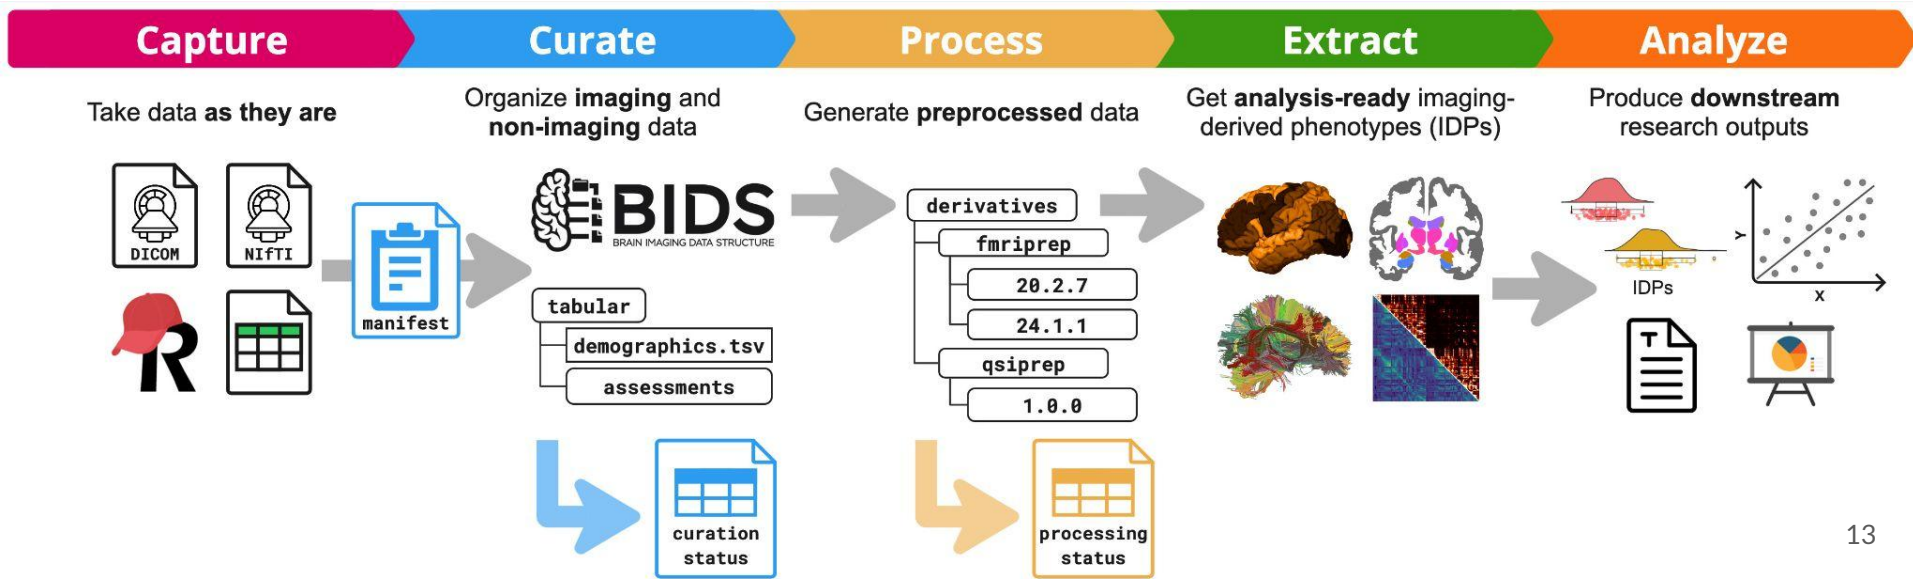 Capture
Curate
Process
Extract
Analyze
Take data as they are
Organize imaging and
non-imaging data
Generate preprocessed data
Get analysis-ready imaging-
derived phenotypes (IDPs)
Produce downstream
research outputs
DICOM
NIfTI
R
manifest
BIDS
BRAIN IMAGING DATA STRUCTURE
tabular
demographics.tsv
assessments
curation
status
derivatives
fmriprep
20.2.7
24.1.1
qsiprep
1.0.0
processing
status
IDPs
Y
X
T
13